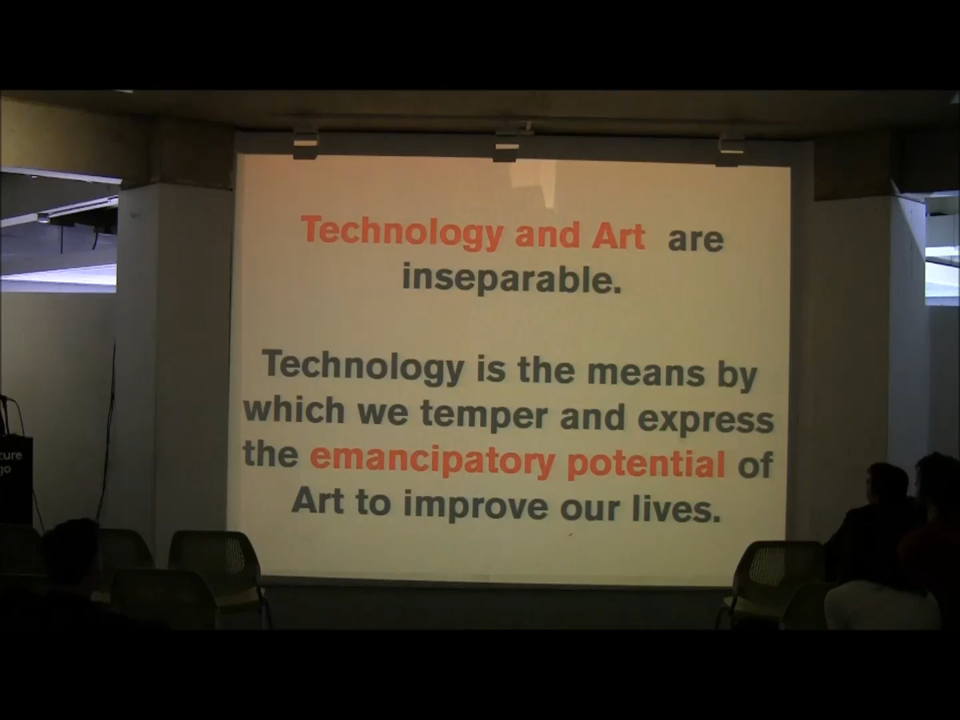 Technology and Art are
inseparable.
Technology is the means by
which we temper and express
the emancipatory potential of
Art to improve our lives.